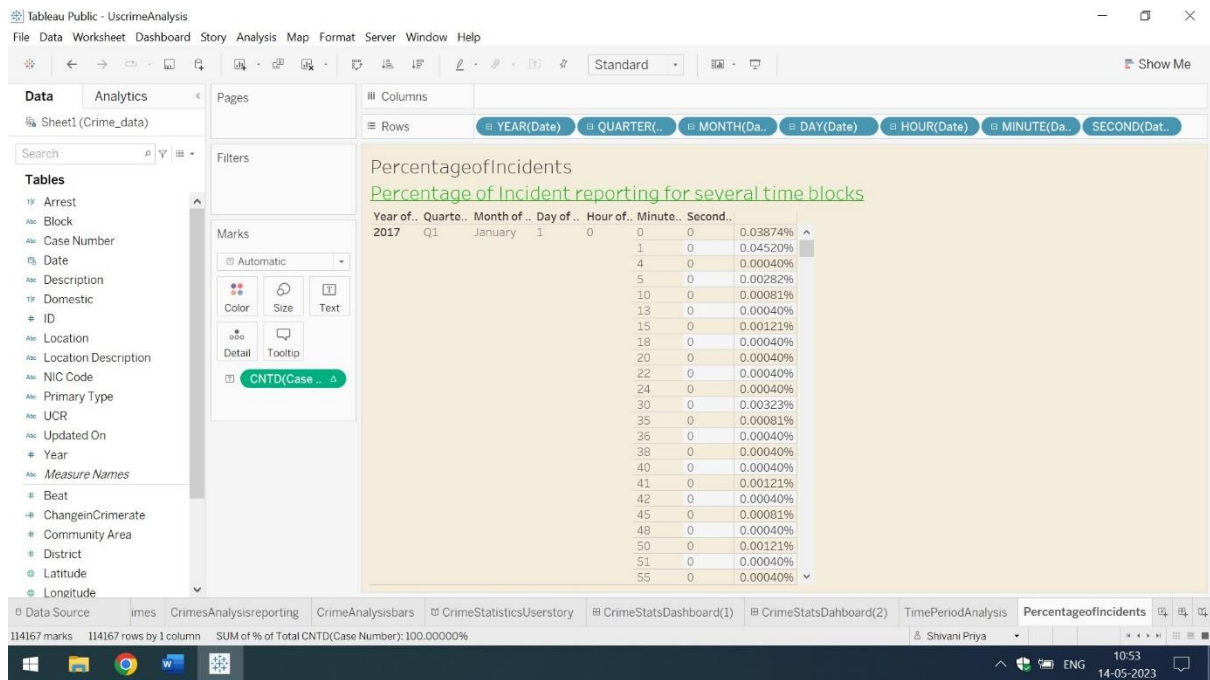 Tableau Public - UscrimeAnalysis
File Data Worksheet Dashboard Story Analysis Map Format Server Window Help
Standard
Show Me
Data Analytics
Pages
Columns
Sheet1 (Crime_data)
Rows
YEAR(Date) QUARTER(.. MONTH(Da.. DAY(Date) HOUR(Date) MINUTE(Da.. SECOND(Dat..
Search
Filters
PercentageofIncidents
Percentage of Incident reporting for several time blocks
Tables
Arrest
Block
Case Number
Date
Description
Domestic
ID
Location
Location Description
NIC Code
Primary Type
UCR
Updated On
Year
Measure Names
Beat
ChangeinCrimerate
Community Area
District
Latitude
Longitude
Marks
Automatic
Color Size Text
Detail Tooltip
CNTD(Case ..
Year of.. Quarte.. Month of .. Day of .. Hour of.. Minute.. Second..
2017 Q1 January 1 0 0 0 0.03874%
1 0 0.04520%
4 0 0.00040%
5 0 0.00282%
10 0 0.00081%
13 0 0.00040%
15 0 0.00121%
18 0 0.00040%
20 0 0.00040%
22 0 0.00040%
24 0 0.00040%
30 0 0.00323%
35 0 0.00081%
36 0 0.00040%
38 0 0.00040%
40 0 0.00040%
41 0 0.00121%
42 0 0.00040%
45 0 0.00081%
48 0 0.00040%
50 0 0.00121%
51 0 0.00040%
55 0 0.00040%
Data Source imes CrimesAnalysisreporting CrimeAnalysisbars CrimeStatisticsUserstory CrimeStatsDashboard(1) CrimeStatsDahboard(2) TimePeriodAnalysis PercentageofIncidents
114167 marks 114167 rows by 1 column SUM of % of Total CNTD(Case Number): 100.00000% Shivani Priya
ENG
10:53
14-05-2023